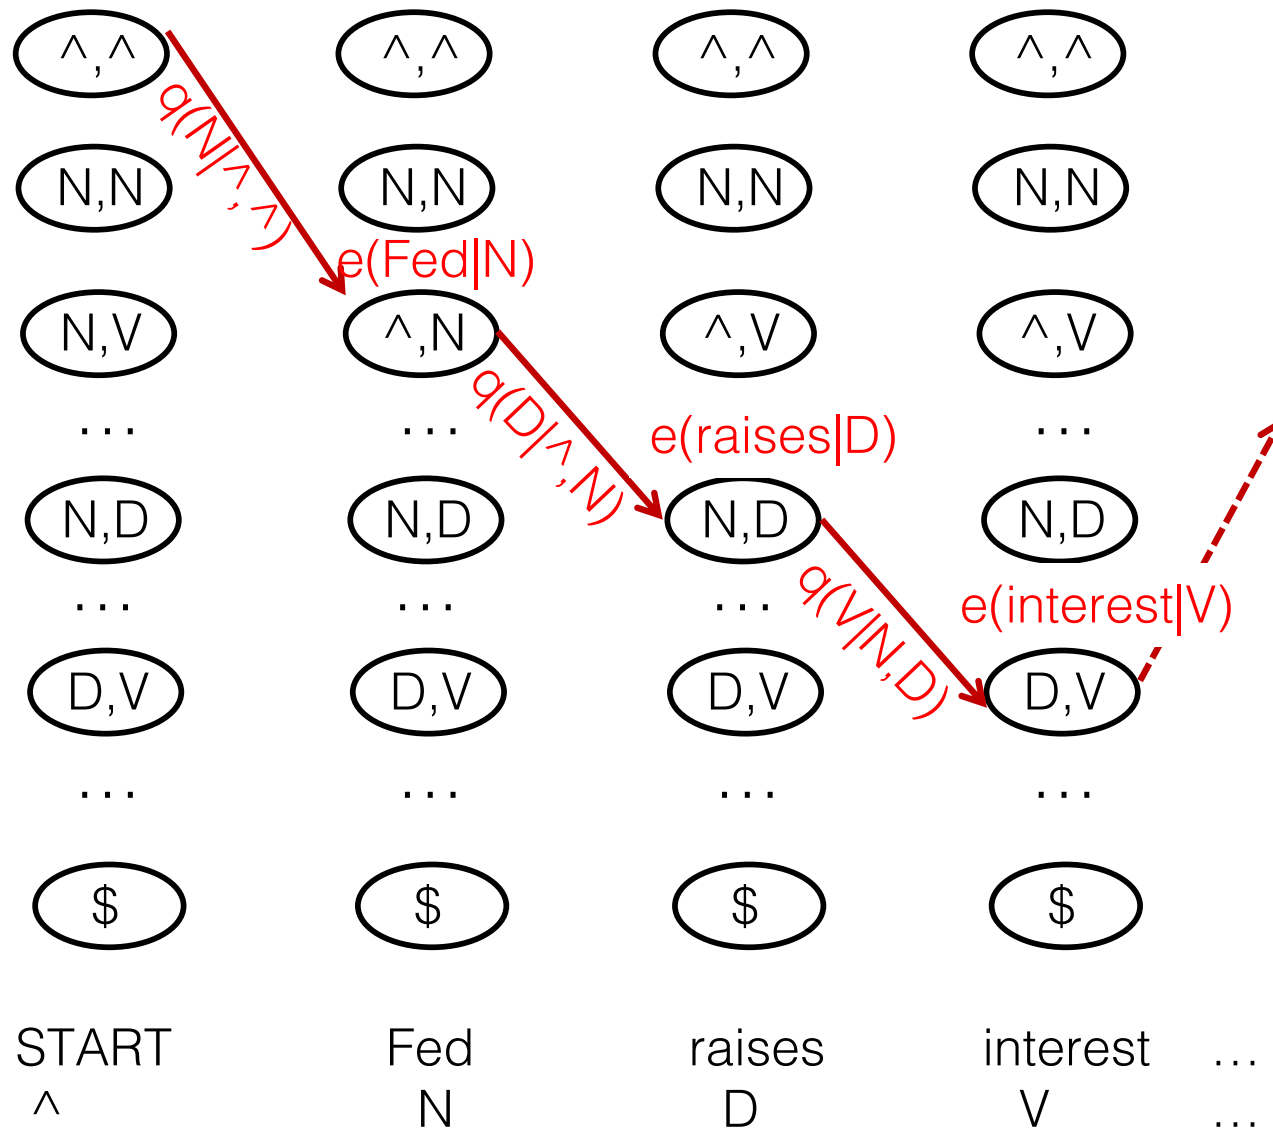 ^,^ ^,^ ^,^ ^,^
q(N|^,^)
N,N N,N N,N N,N
e(Fed|N)
N,V ^,N ^,V ^,V
q(D|^,N)
... ... ...
e(raises|D)
N,D N,D N,D N,D
q(V|N,D)
... ... ...
e(interest|V)
D,V D,V D,V D,V
... ... ... ...
$ $ $ $
START Fed raises interest ...
^ N D V ...